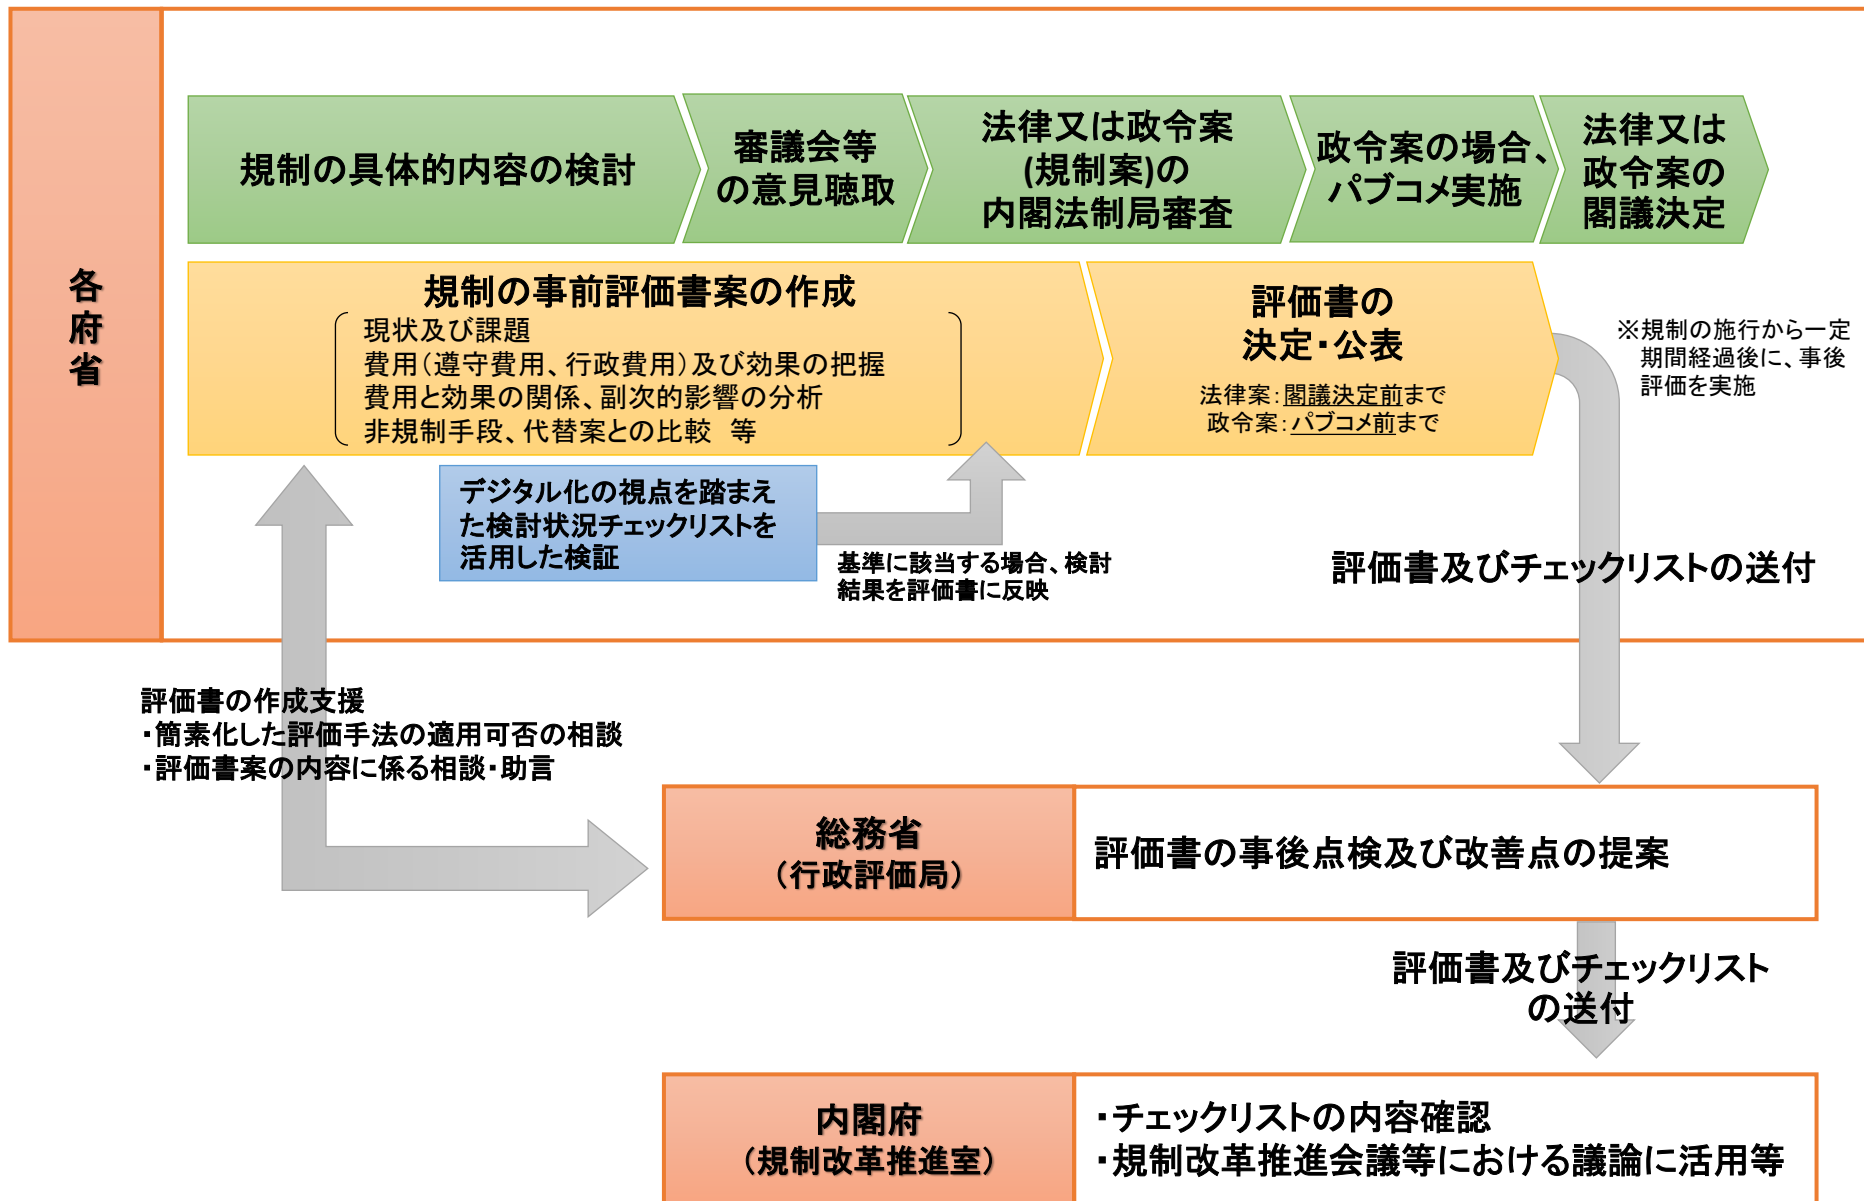 各
府
省
規制の具体的内容の検討
審議会等
の意見聴取
法律又は政令案
(規制案)の
内閣法制局審査
政令案の場合、
パブコメ実施
法律又は
政令案の
閣議決定
規制の事前評価書案の作成
現状及び課題
費用（遵守費用、行政費用）及び効果の把握
費用と効果の関係、副次的影響の分析
非規制手段、代替案との比較　等
評価書の
決定・公表
法律案：閣議決定前まで
政令案：パブコメ前まで
※規制の施行から一定
期間経過後に、事後
評価を実施
デジタル化の視点を踏まえ
た検討状況チェックリストを
活用した検証
基準に該当する場合、検討
結果を評価書に反映
評価書及びチェックリストの送付
評価書の作成支援
・簡素化した評価手法の適用可否の相談
・評価書案の内容に係る相談・助言
総務省
（行政評価局）
評価書の事後点検及び改善点の提案
評価書及びチェックリスト
の送付
内閣府
（規制改革推進室）
・チェックリストの内容確認
・規制改革推進会議等における議論に活用等